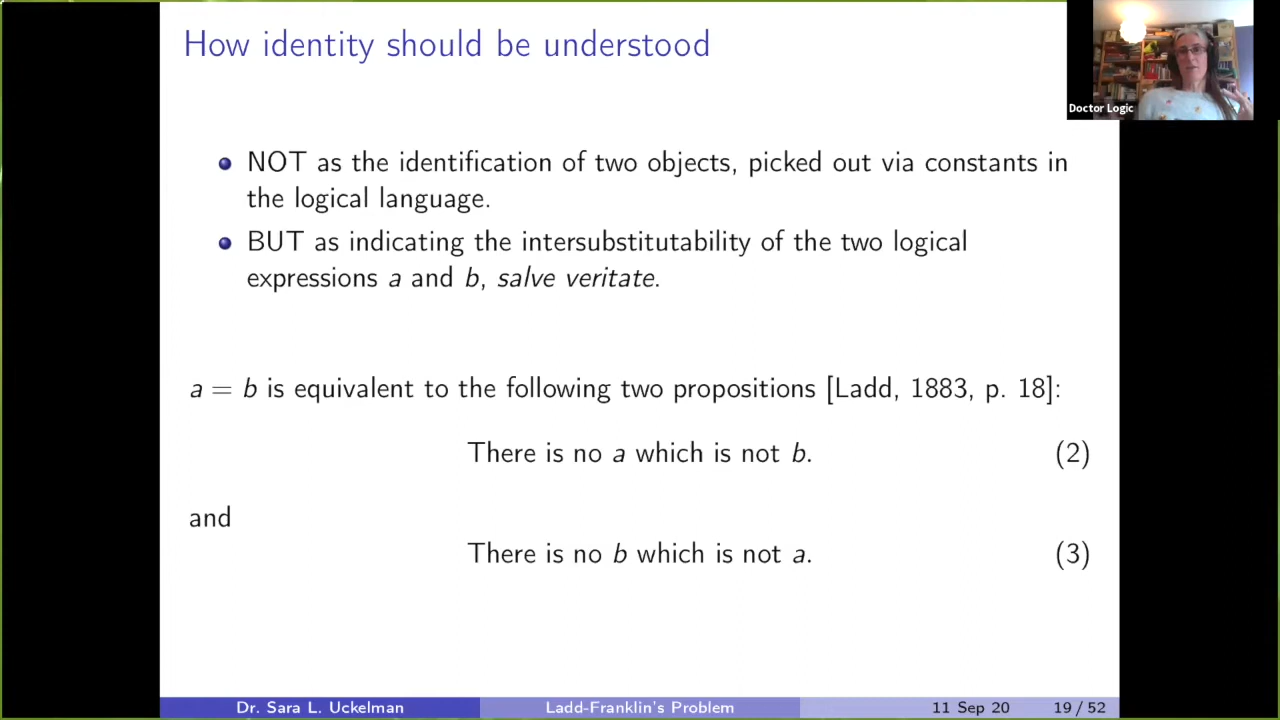 How identity should be understood
Doctor Logic
NOT as the identification of two objects, picked out via constants in
the logical language.
BUT as indicating the intersubstitutability of the two logical
expressions a and b, salve veritate.
a = b is equivalent to the following two propositions [Ladd, 1883, p. 18]:
There is no a which is not b. (2)
and
There is no b which is not a. (3)
Dr. Sara L. Uckelman Ladd-Franklin's Problem 11 Sep 20 19 / 52